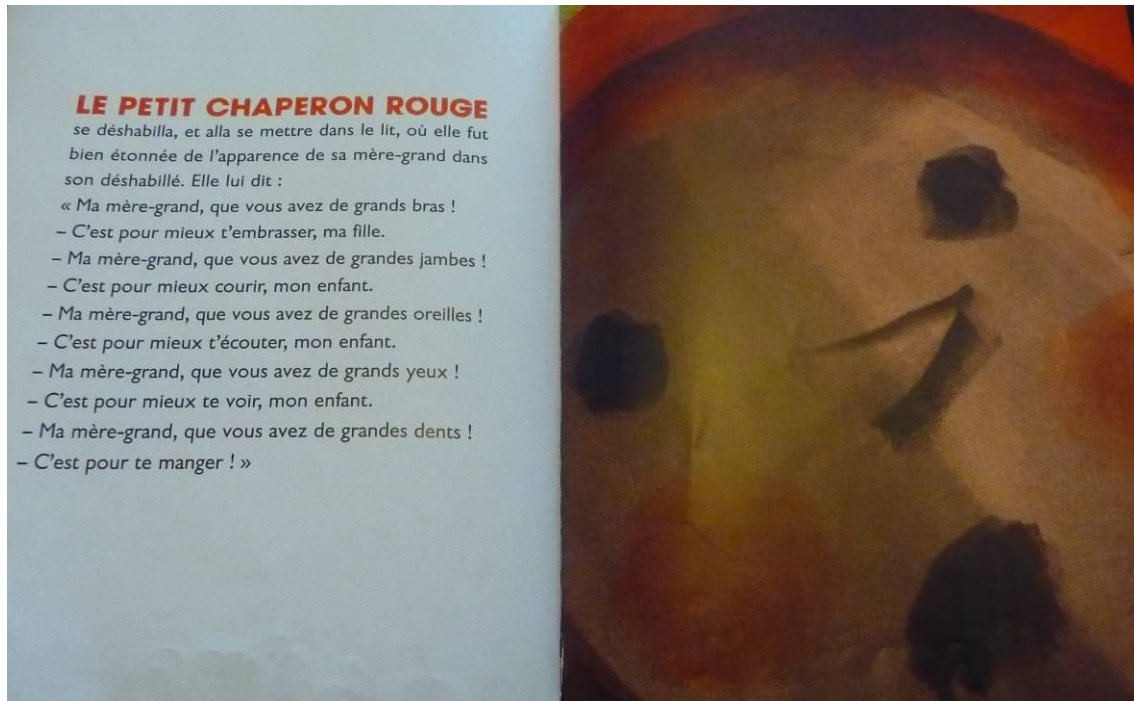 LE PETIT CHAPERON ROUGE
se déshabilla, et alla se mettre dans le lit, où elle fut
bien étonnée de l'apparence de sa mère-grand dans
son déshabillé. Elle lui dit :
« Ma mère-grand, que vous avez de grands bras !
– C'est pour mieux t'embrasser, ma fille.
– Ma mère-grand, que vous avez de grandes jambes !
– C'est pour mieux courir, mon enfant.
– Ma mère-grand, que vous avez de grandes oreilles !
– C'est pour mieux t'écouter, mon enfant.
– Ma mère-grand, que vous avez de grands yeux !
– C'est pour mieux te voir, mon enfant.
– Ma mère-grand, que vous avez de grandes dents !
– C'est pour te manger ! »